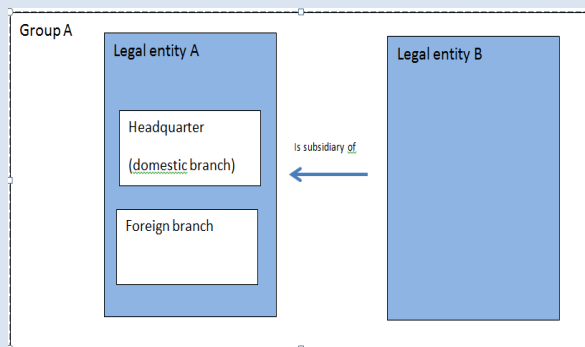 Group A
Legal entity A
Legal entity B
Headquarter
(domestic branch)
Is subsidiary of
Foreign branch